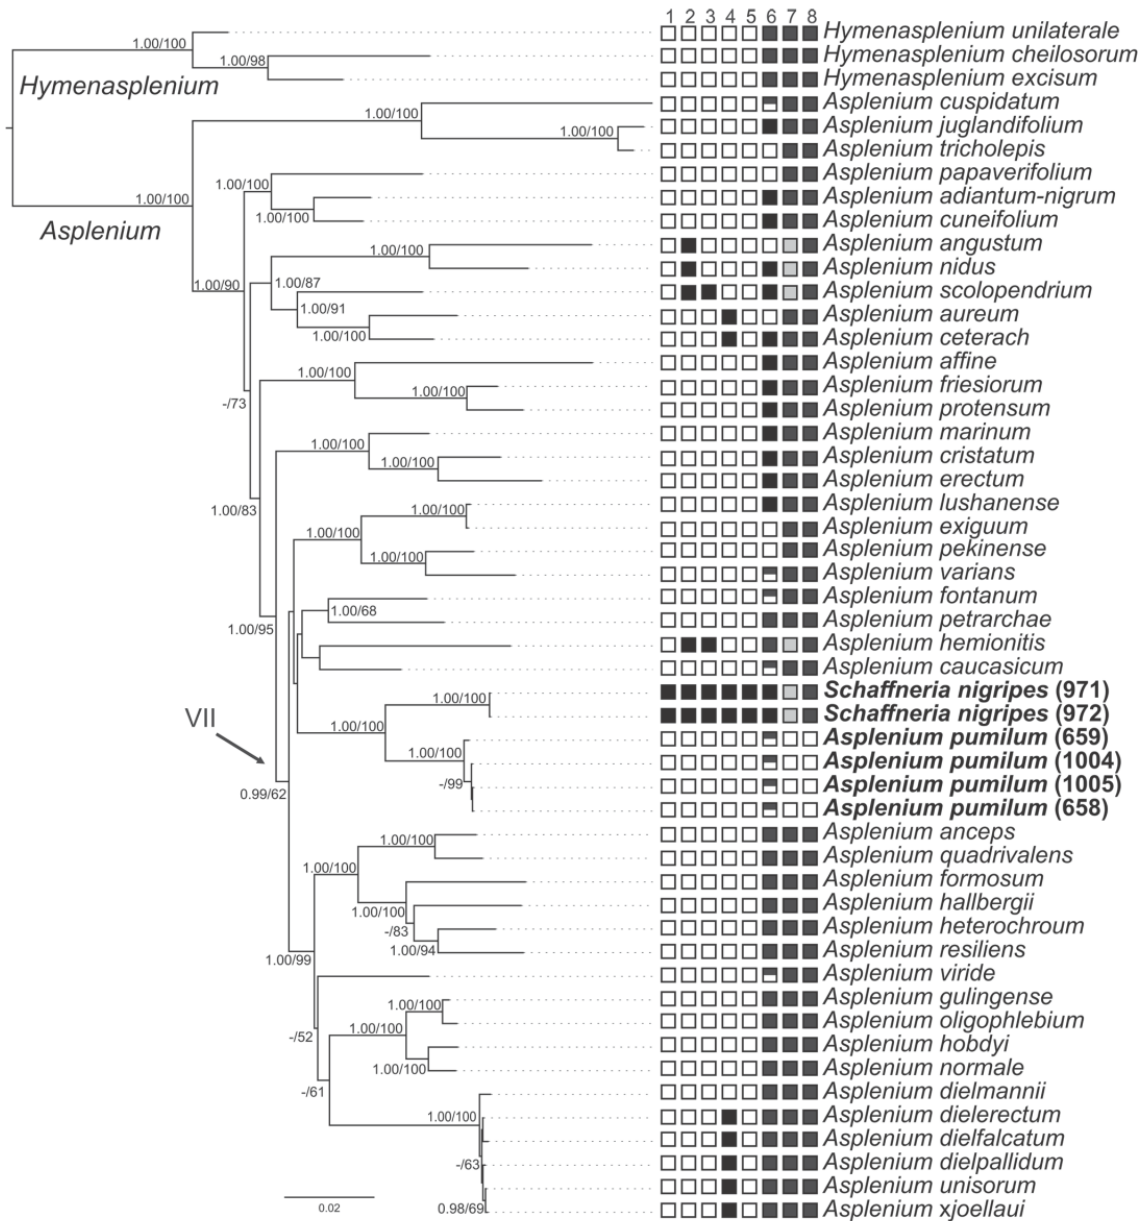 1 2 3 4 5 6 7 8
Hymenasplenium unilaterale
1.00/100
Hymenasplenium cheilosorum
1.00/98
Hymenasplenium excisum
Hymenasplenium
Asplenium cuspidatum
1.00/100
Asplenium juglandifolium
1.00/100
Asplenium tricholepis
Asplenium papaverifolium
1.00/100
Asplenium adiantum-nigrum
1.00/100
Asplenium cuneifolium
1.00/100
Asplenium
Asplenium angustum
1.00/100
Asplenium nidus
1.00/90
1.00/87
Asplenium scolopendrium
1.00/91
Asplenium aureum
1.00/100
Asplenium ceterach
Asplenium affine
1.00/100
Asplenium friesiorum
1.00/100
Asplenium protensum
-/73
Asplenium marinum
1.00/100
Asplenium cristatum
1.00/100
Asplenium erectum
Asplenium lushanense
1.00/83
1.00/100
Asplenium exiguum
1.00/100
Asplenium pekinense
1.00/100
Asplenium varians
Asplenium fontanum
1.00/68
Asplenium petrarchae
1.00/95
Asplenium hemionitis
Asplenium caucasicum
Schaffneria nigripes (971)
1.00/100
Schaffneria nigripes (972)
VII
1.00/100
Asplenium pumilum (659)
1.00/100
Asplenium pumilum (1004)
-/99
Asplenium pumilum (1005)
0.99/62
Asplenium pumilum (658)
Asplenium anceps
1.00/100
Asplenium quadrivalens
1.00/100
Asplenium formosum
Asplenium hallbergii
1.00/100
Asplenium heterochroum
-/83
Asplenium resiliens
1.00/94
1.00/99
Asplenium viride
Asplenium gulingense
1.00/100
Asplenium oligophlebium
1.00/100
-/52
Asplenium hobdyi
Asplenium normale
1.00/100
-/61
Asplenium dielmannii
Asplenium dielerectum
1.00/100
Asplenium dielfalcatum
Asplenium dielpallidum
-/63
Asplenium unisorum
Asplenium xjoellaui
0.98/69
0.02